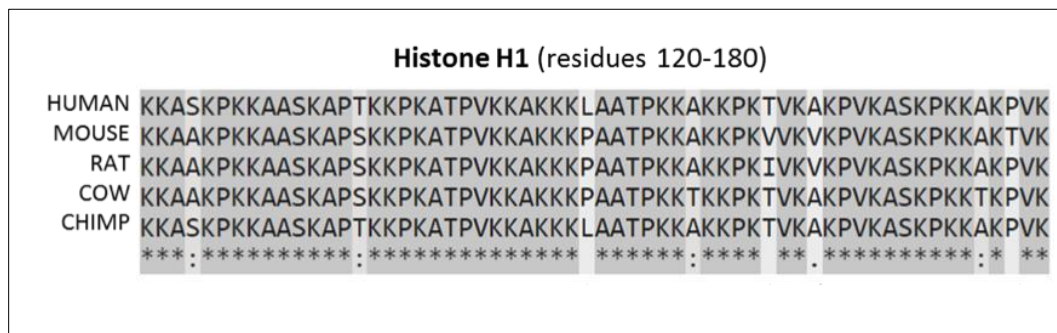 Histone H1 (residues 120-180)
HUMAN KKASKPKKAASKAPTKKPKATPVKKAKKKLAATPKKAKKPKTVKAKPVKASKPKKAKPVK
MOUSE KKAAKPKKAASKAPSKKPKATPVKKAKKKPAATPKKAKKPKVVKVKPVKASKPKKAKTVK
RAT KKAAKPKKAASKAPSKKPKATPVKKAKKKPAATPKKAKKPKIVKVKPVKASKPKKAKPVK
COW KKAAKPKKAASKAPSKKPKATPVKKAKKKPAATPKKTKKPKTVKAKPVKASKPKKTKPVK
CHIMP KKASKPKKAASKAPTKKPKATPVKKAKKKLAATPKKAKKPKTVKAKPVKASKPKKAKPVK
***:**********:************** ******:**** **.**********:* **